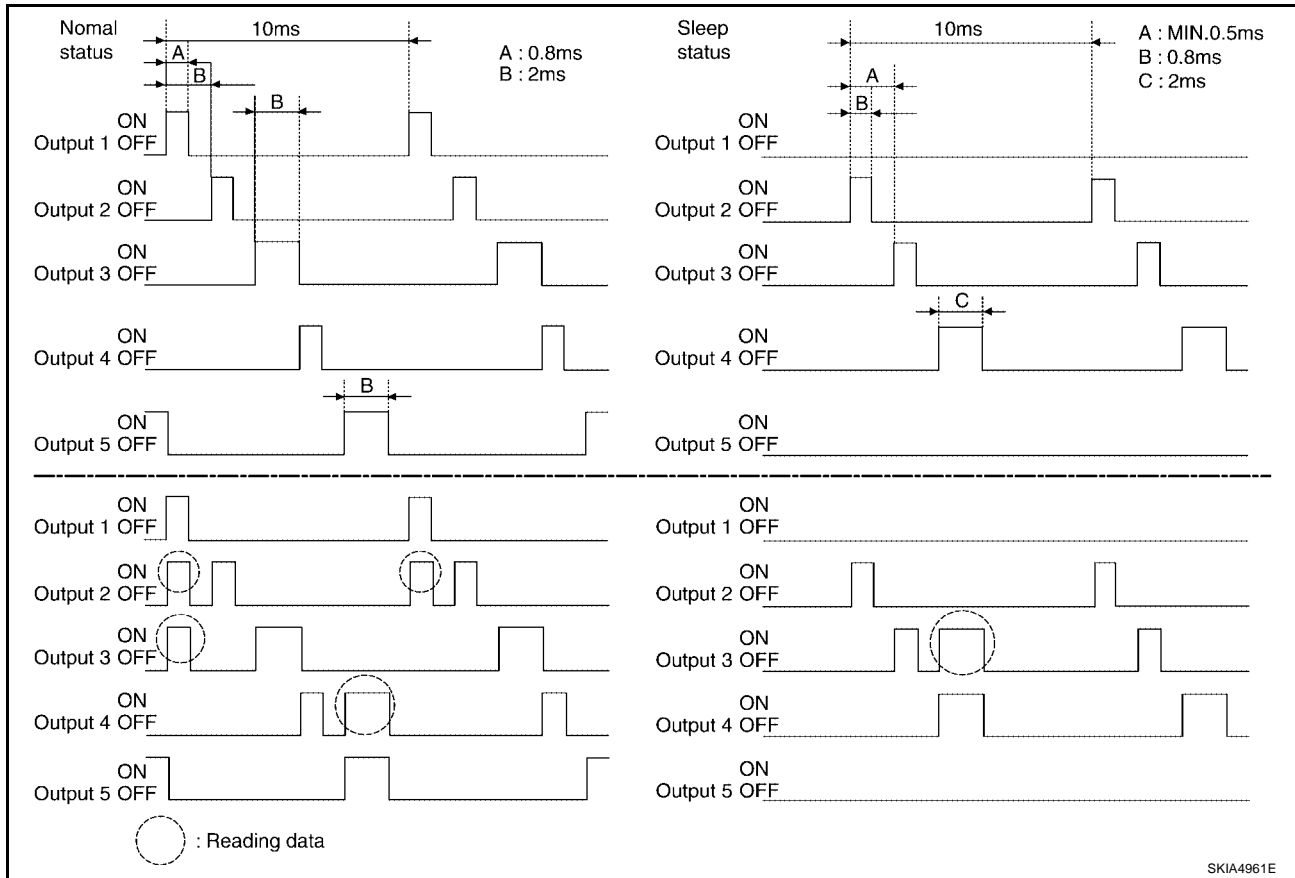 Nomal
status
10ms
A
B
A : 0.8ms
B : 2ms
B
ON
Output 1 OFF
ON
Output 2 OFF
ON
Output 3 OFF
ON
Output 4 OFF
B
ON
Output 5 OFF
Sleep
status
10ms
A
B
A : MIN.0.5ms
B : 0.8ms
C : 2ms
ON
Output 1 OFF
ON
Output 2 OFF
ON
Output 3 OFF
C
ON
Output 4 OFF
ON
Output 5 OFF
ON
Output 1 OFF
ON
Output 2 OFF
ON
Output 3 OFF
ON
Output 4 OFF
ON
Output 5 OFF
: Reading data
ON
Output 1 OFF
ON
Output 2 OFF
ON
Output 3 OFF
ON
Output 4 OFF
ON
Output 5 OFF
SKIA4961E